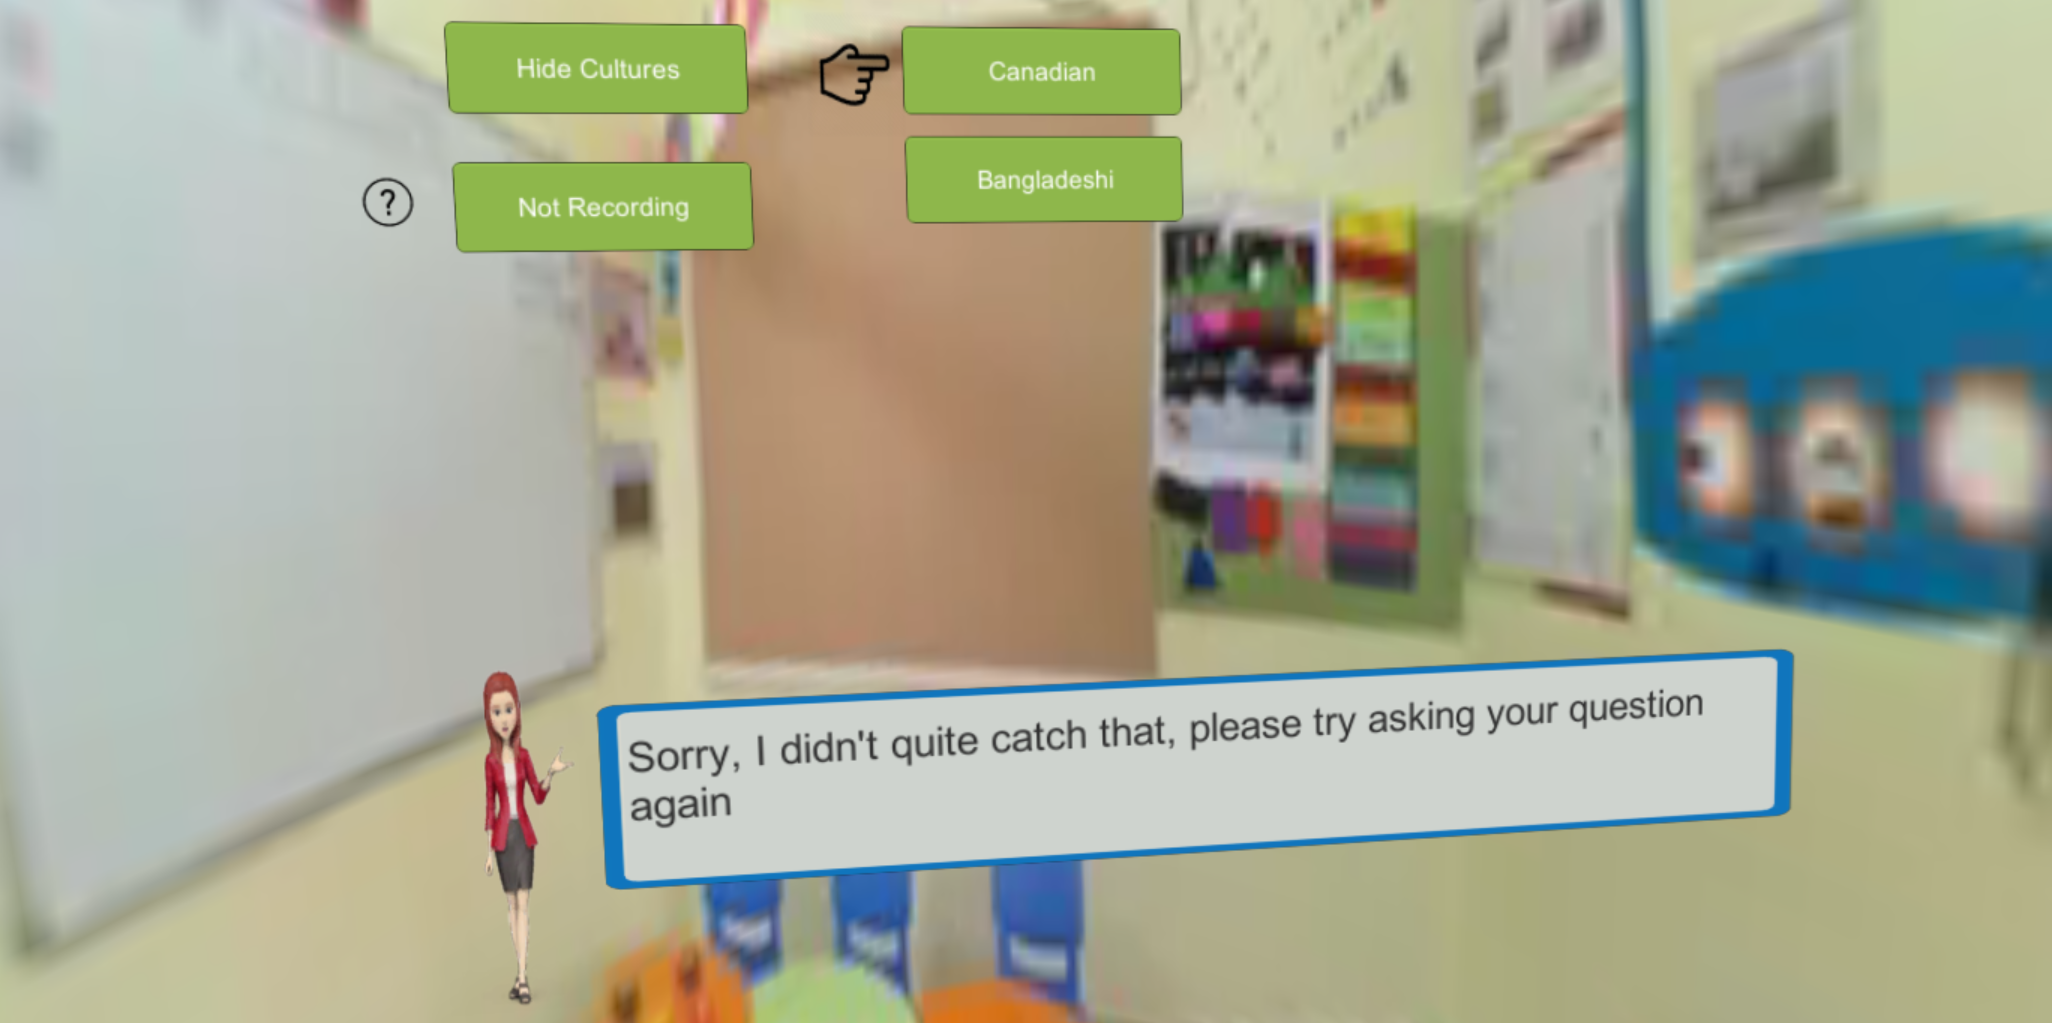 Hide Cultures
Canadian
Bangladeshi
?
Not Recording
Sorry, I didn't quite catch that, please try asking your question
again